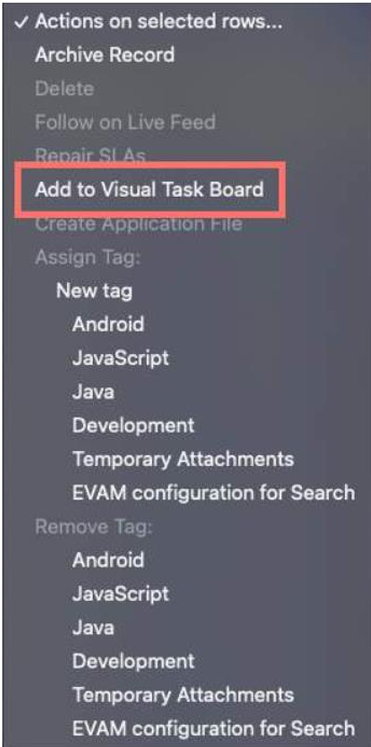 ✓ Actions on selected rows...
Archive Record
Delete
Follow on Live Feed
Repair SLAs
Add to Visual Task Board
Create Application File
Assign Tag:
New tag
Android
JavaScript
Java
Development
Temporary Attachments
EVAM configuration for Search
Remove Tag:
Android
JavaScript
Java
Development
Temporary Attachments
EVAM configuration for Search